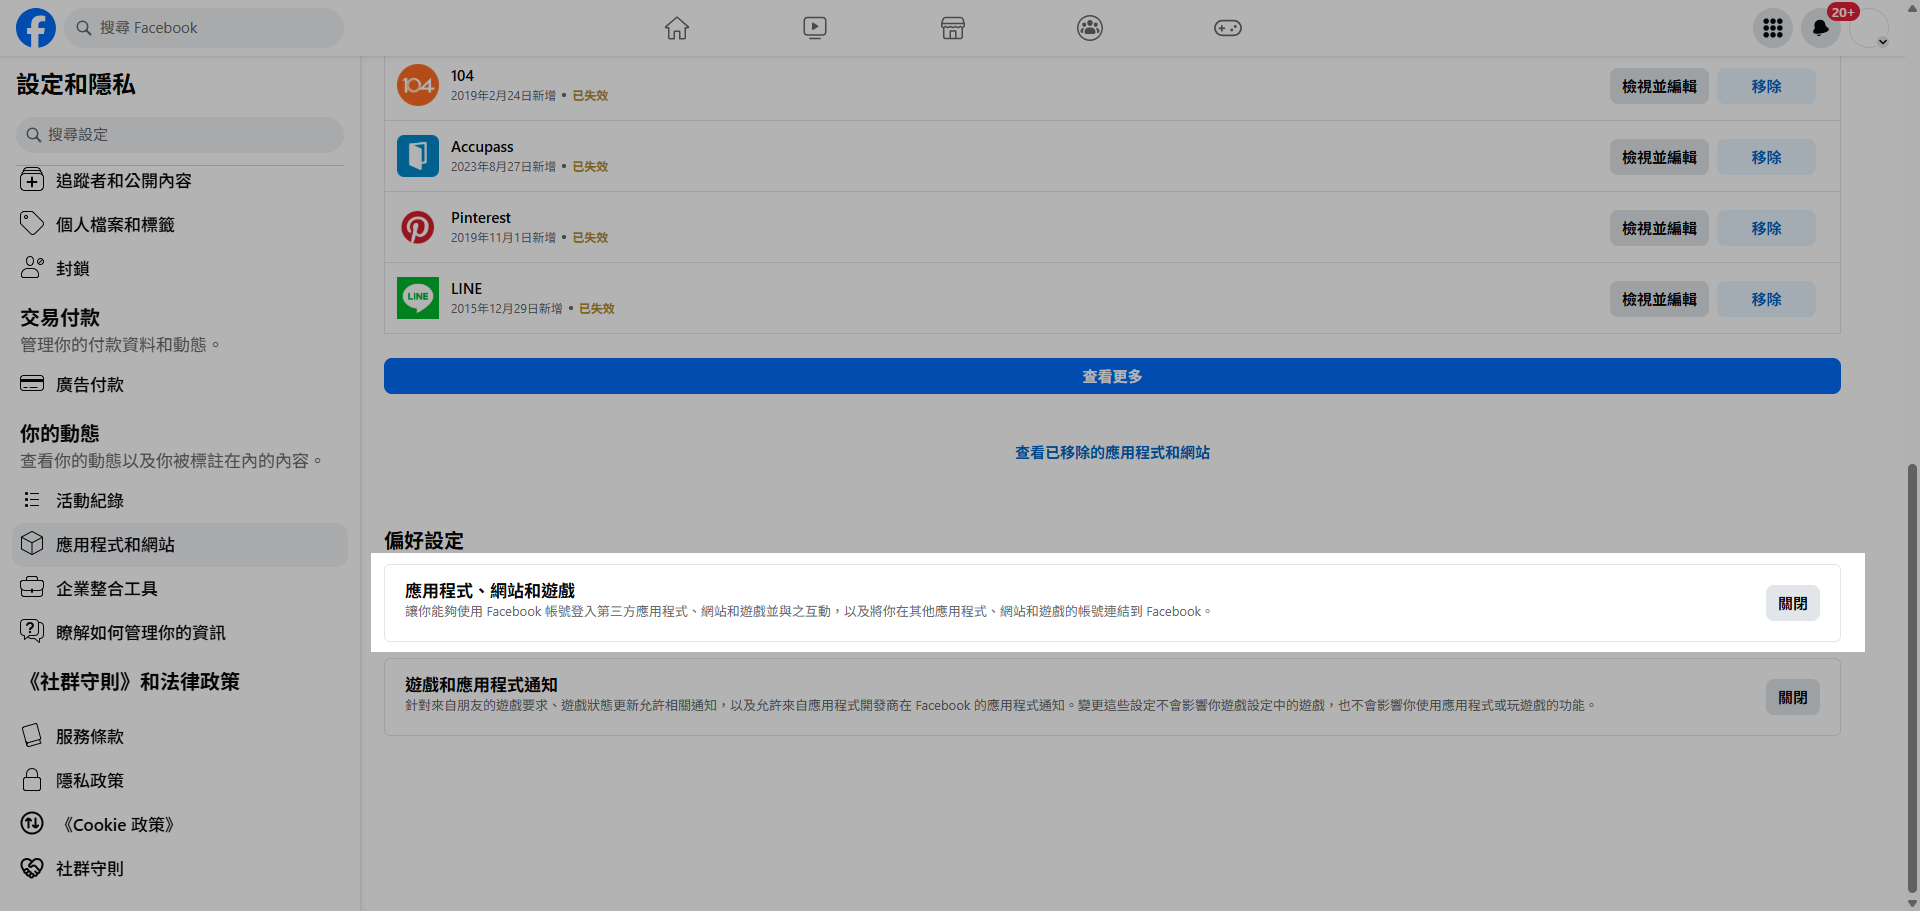 搜尋 Facebook
20+
設定和隱私
搜尋設定
追蹤者和公開內容
個人檔案和標籤
封鎖
交易付款
管理你的付款資料和動態。
廣告付款
你的動態
查看你的動態以及你被標註在內的內容。
活動紀錄
應用程式和網站
企業整合工具
瞭解如何管理你的資訊
《社群守則》和法律政策
服務條款
隱私政策
《Cookie 政策》
社群守則
104
104
2019年2月24日新增 • 已失效
檢視並編輯
移除
Accupass
2023年8月27日新增 • 已失效
檢視並編輯
移除
Pinterest
2019年11月1日新增 • 已失效
檢視並編輯
移除
LINE
LINE
2015年12月29日新增 • 已失效
檢視並編輯
移除
查看更多
查看已移除的應用程式和網站
偏好設定
應用程式、網站和遊戲
讓你能夠使用 Facebook 帳號登入第三方應用程式、網站和遊戲並與之互動，以及將你在其他應用程式、網站和遊戲的帳號連結到 Facebook。
關閉
遊戲和應用程式通知
針對來自朋友的遊戲要求、遊戲狀態更新允許相關通知，以及允許來自應用程式開發商在 Facebook 的應用程式通知。變更這些設定不會影響你遊戲設定中的遊戲，也不會影響你使用應用程式或玩遊戲的功能。
關閉